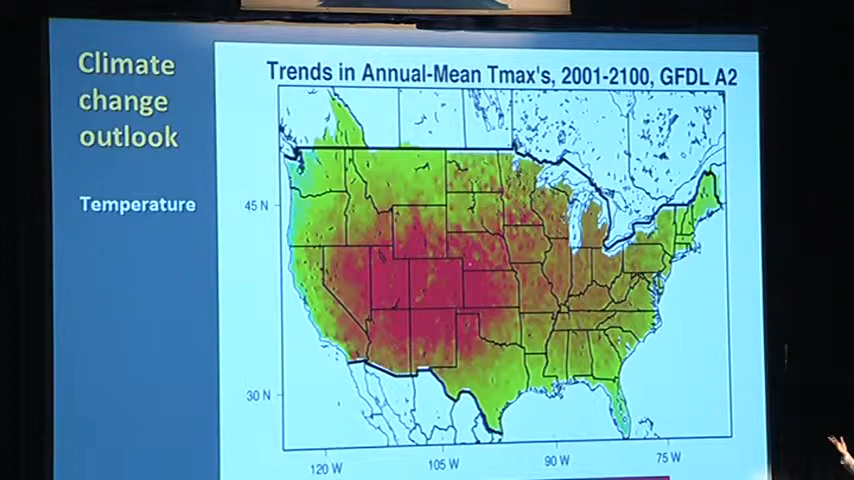 Climate
change
outlook
Temperature
Trends in Annual-Mean Tmax's, 2001-2100, GFDL A2
45 N
30 N
120 W
105 W
90 W
75 W